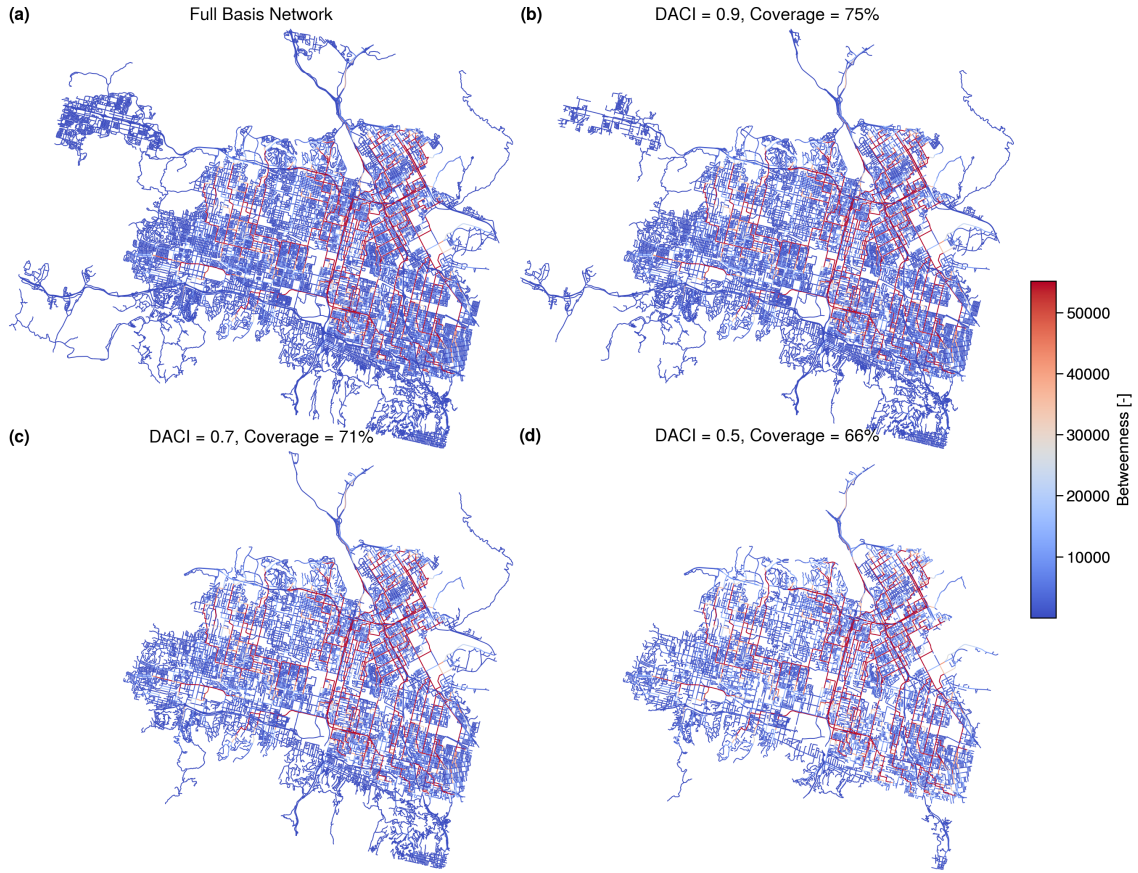 (a) Full Basis Network
(b) DACI = 0.9, Coverage = 75%
(c) DACI = 0.7, Coverage = 71%
(d) DACI = 0.5, Coverage = 66%
50000
40000
30000
20000
10000
Betweenness [-]